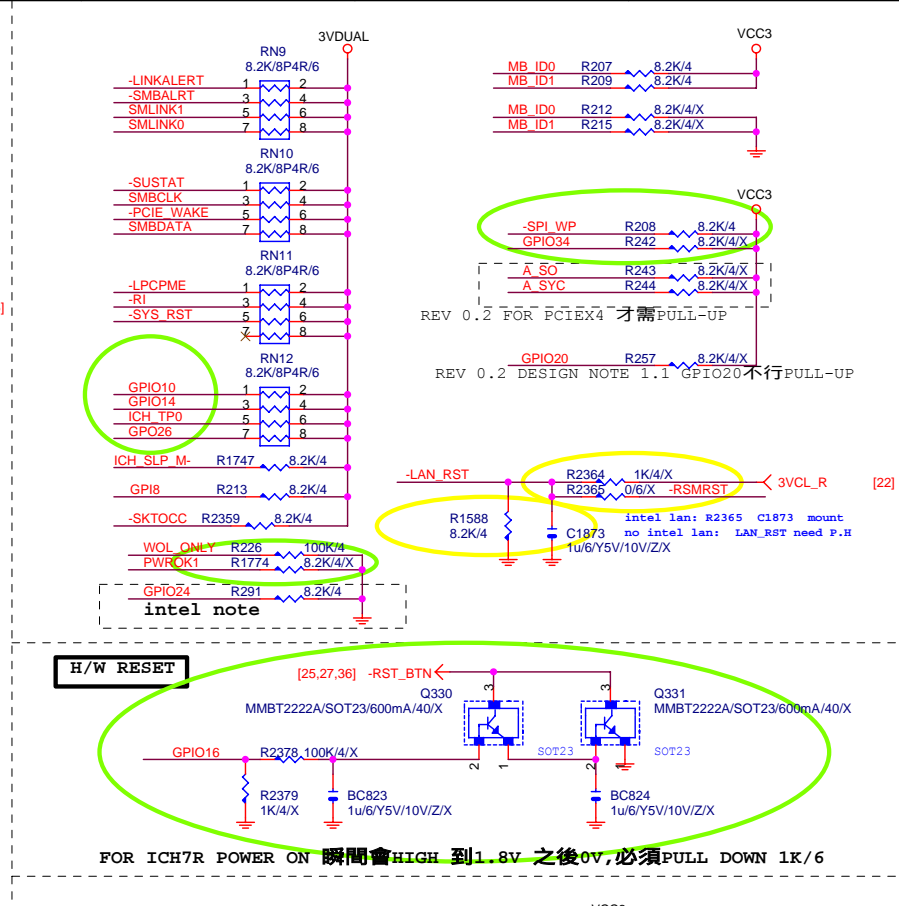 3VDUAL
RN9
8.2K/8P4R/6
-LINKALERT 1 2
-SMBALRT 3 4
SMLINK1 5 6
SMLINK0 7 8
RN10
8.2K/8P4R/6
-SUSTAT 1 2
SMBCLK 3 4
-PCIE_WAKE 5 6
SMBDATA 7 8
RN11
8.2K/8P4R/6
-LPCPME 1 2
-RI 3 4
-SYS_RST 5 6
7 8
RN12
8.2K/8P4R/6
GPIO10 1 2
GPIO14 3 4
ICH_TP0 5 6
GPO26 7 8
ICH_SLP_M- R1747 8.2K/4
GPI8 R213 8.2K/4
-SKTOCC R2359 8.2K/4
WOL_ONLY R226 100K/4
PWROK1 R1774 8.2K/4/X
GPIO24 R291 8.2K/4
intel note
VCC3
MB_ID0 R207 8.2K/4
MB_ID1 R209 8.2K/4
MB_ID0 R212 8.2K/4/X
MB_ID1 R215 8.2K/4/X
VCC3
-SPI_WP R208 8.2K/4
GPIO34 R242 8.2K/4/X
A_SO R243 8.2K/4/X
A_SYC R244 8.2K/4/X
REV 0.2 FOR PCIEX4 才需PULL-UP
GPIO20 R257 8.2K/4/X
REV 0.2 DESIGN NOTE 1.1 GPIO20不行PULL-UP
-LAN_RST R2364 1K/4/X 3VCL_R [22]
R2365 0/6/X -RSMRST
R1588
8.2K/4
C1873
1u/6/Y5V/10V/Z/X
intel lan: R2365 C1873 mount
no intel lan: LAN_RST need P.H
]
H/W RESET
[25,27,36] -RST_BTN
Q330
MMBT2222A/SOT23/600mA/40/X
3
SOT23
2 1
Q331
MMBT2222A/SOT23/600mA/40/X
3
SOT23
2 1
GPIO16 R2378 100K/4/X
R2379
1K/4/X
BC823
1u/6/Y5V/10V/Z/X
BC824
1u/6/Y5V/10V/Z/X
FOR ICH7R POWER ON 瞬間會HIGH 到1.8V 之後0V,必須PULL DOWN 1K/6